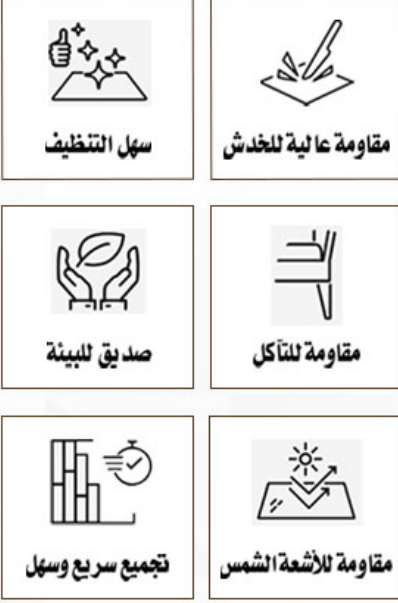 مقاومة عالية للخدش
سهل التنظيف
مقاومة للتآكل
صديق للبيئة
مقاومة للأشعة الشمس
تجميع سريع وسهل